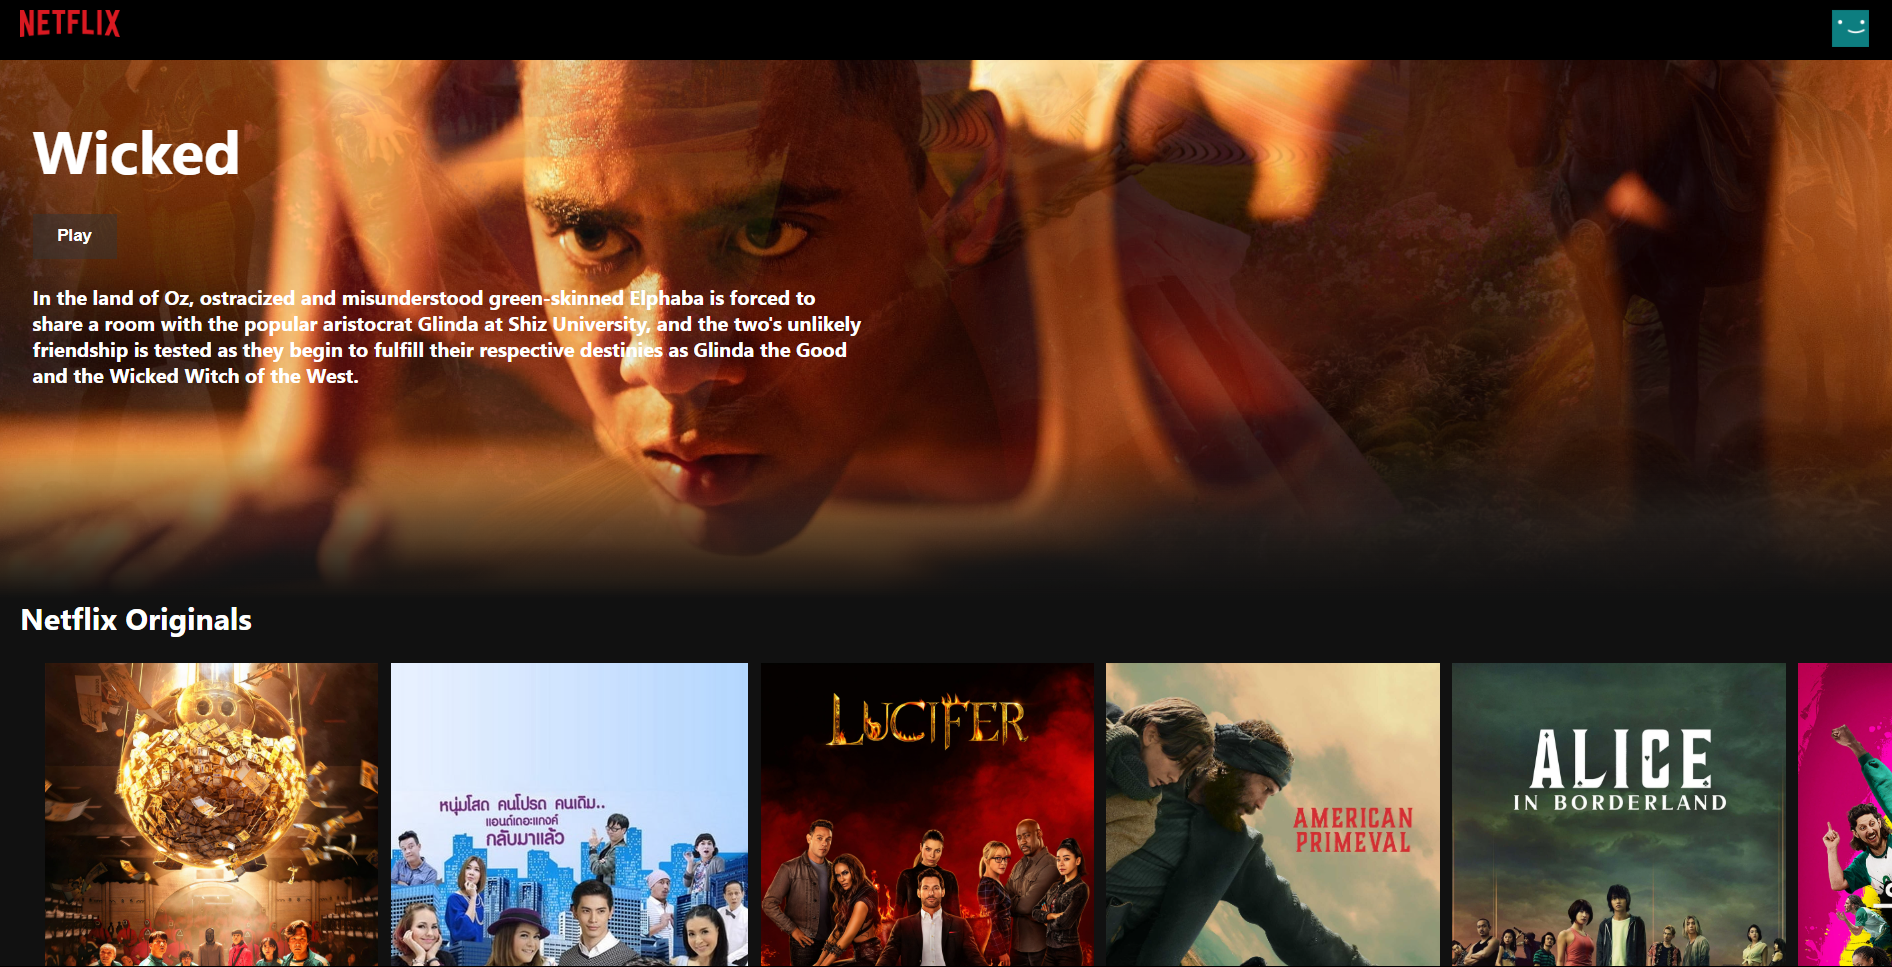 NETFLIX
Wicked
Play
In the land of Oz, ostracized and misunderstood green-skinned Elphaba is forced to
share a room with the popular aristocrat Glinda at Shiz University, and the two's unlikely
friendship is tested as they begin to fulfill their respective destinies as Glinda the Good
and the Wicked Witch of the West.
Netflix Originals
หนุ่มโสด คนโปรด คนเดิม..
แอนด์เดอะแกงค์
กลับมาแล้ว
LUCIFER
AMERICAN
PRIMEVAL
ALICE
IN BORDERLAND